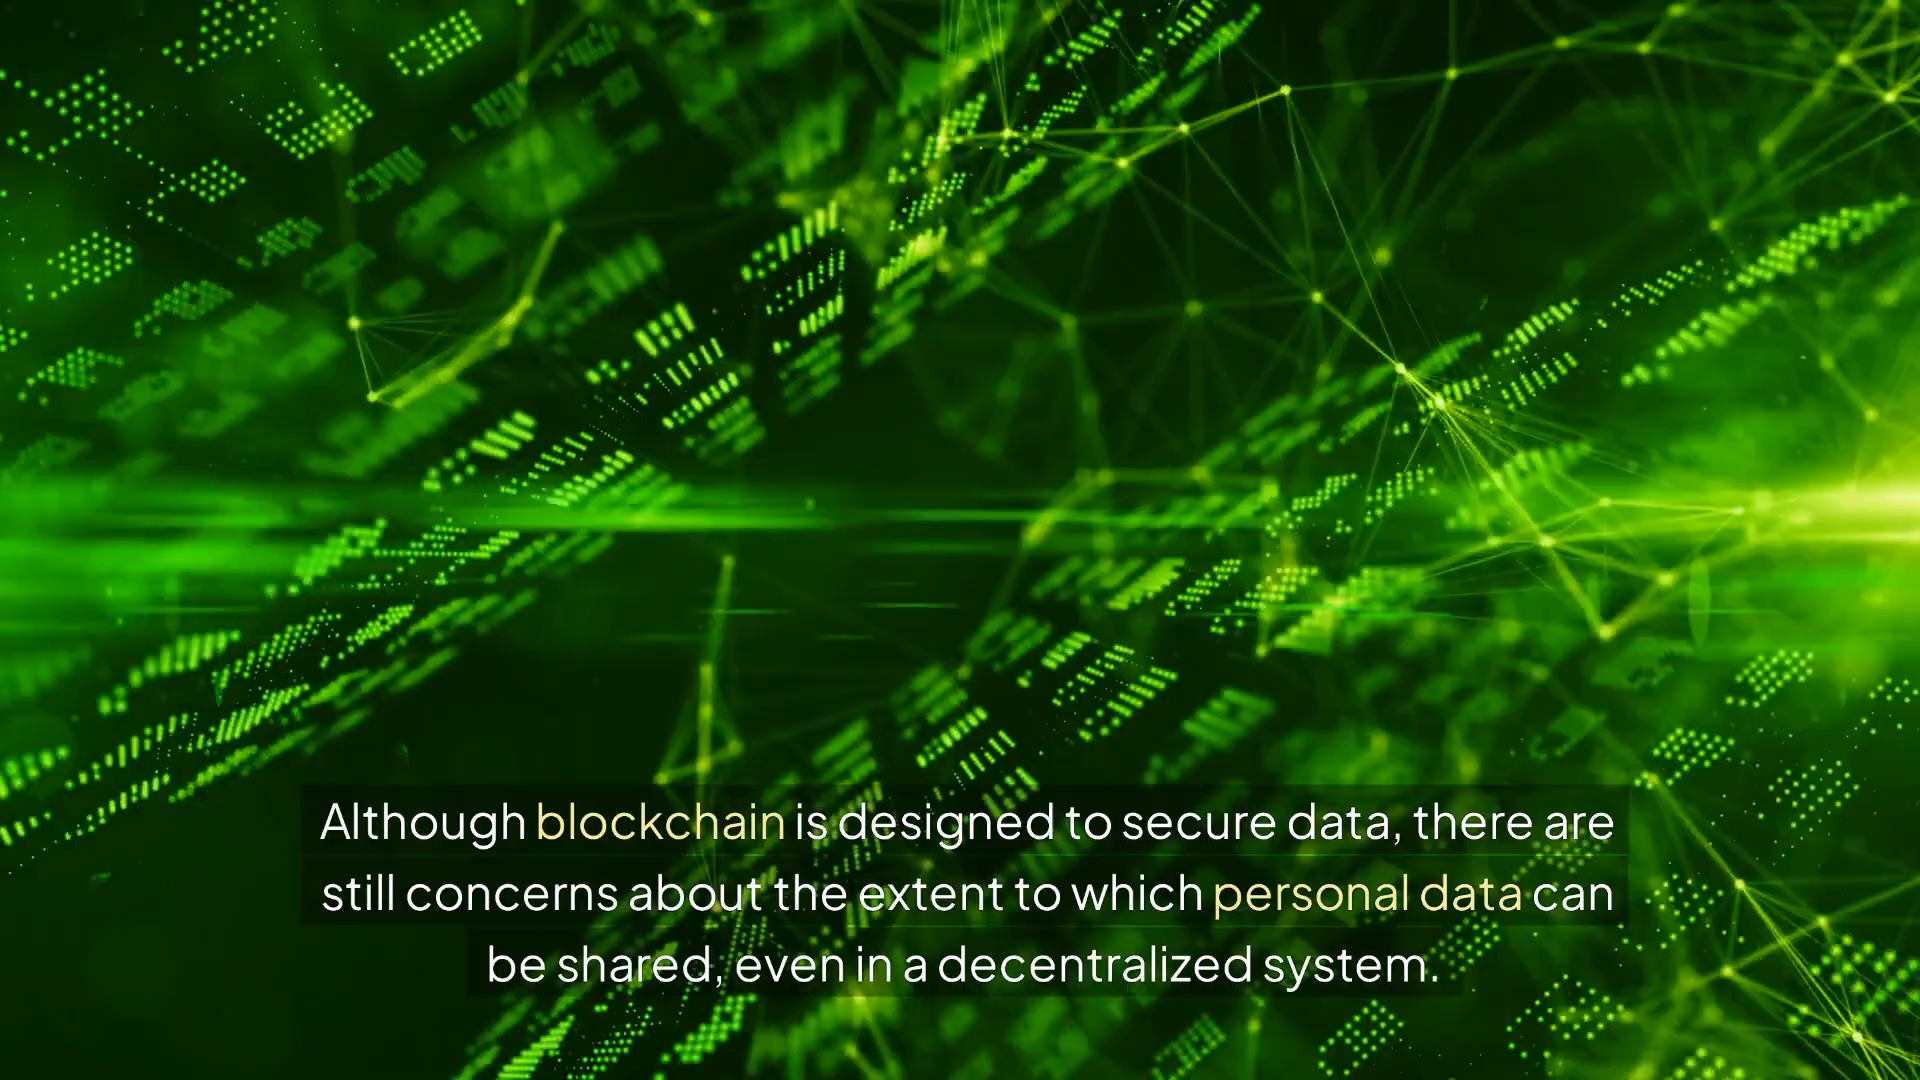 Although blockchain is designed to secure data, there are
still concerns about the extent to which personal data can
be shared, even in a decentralized system.